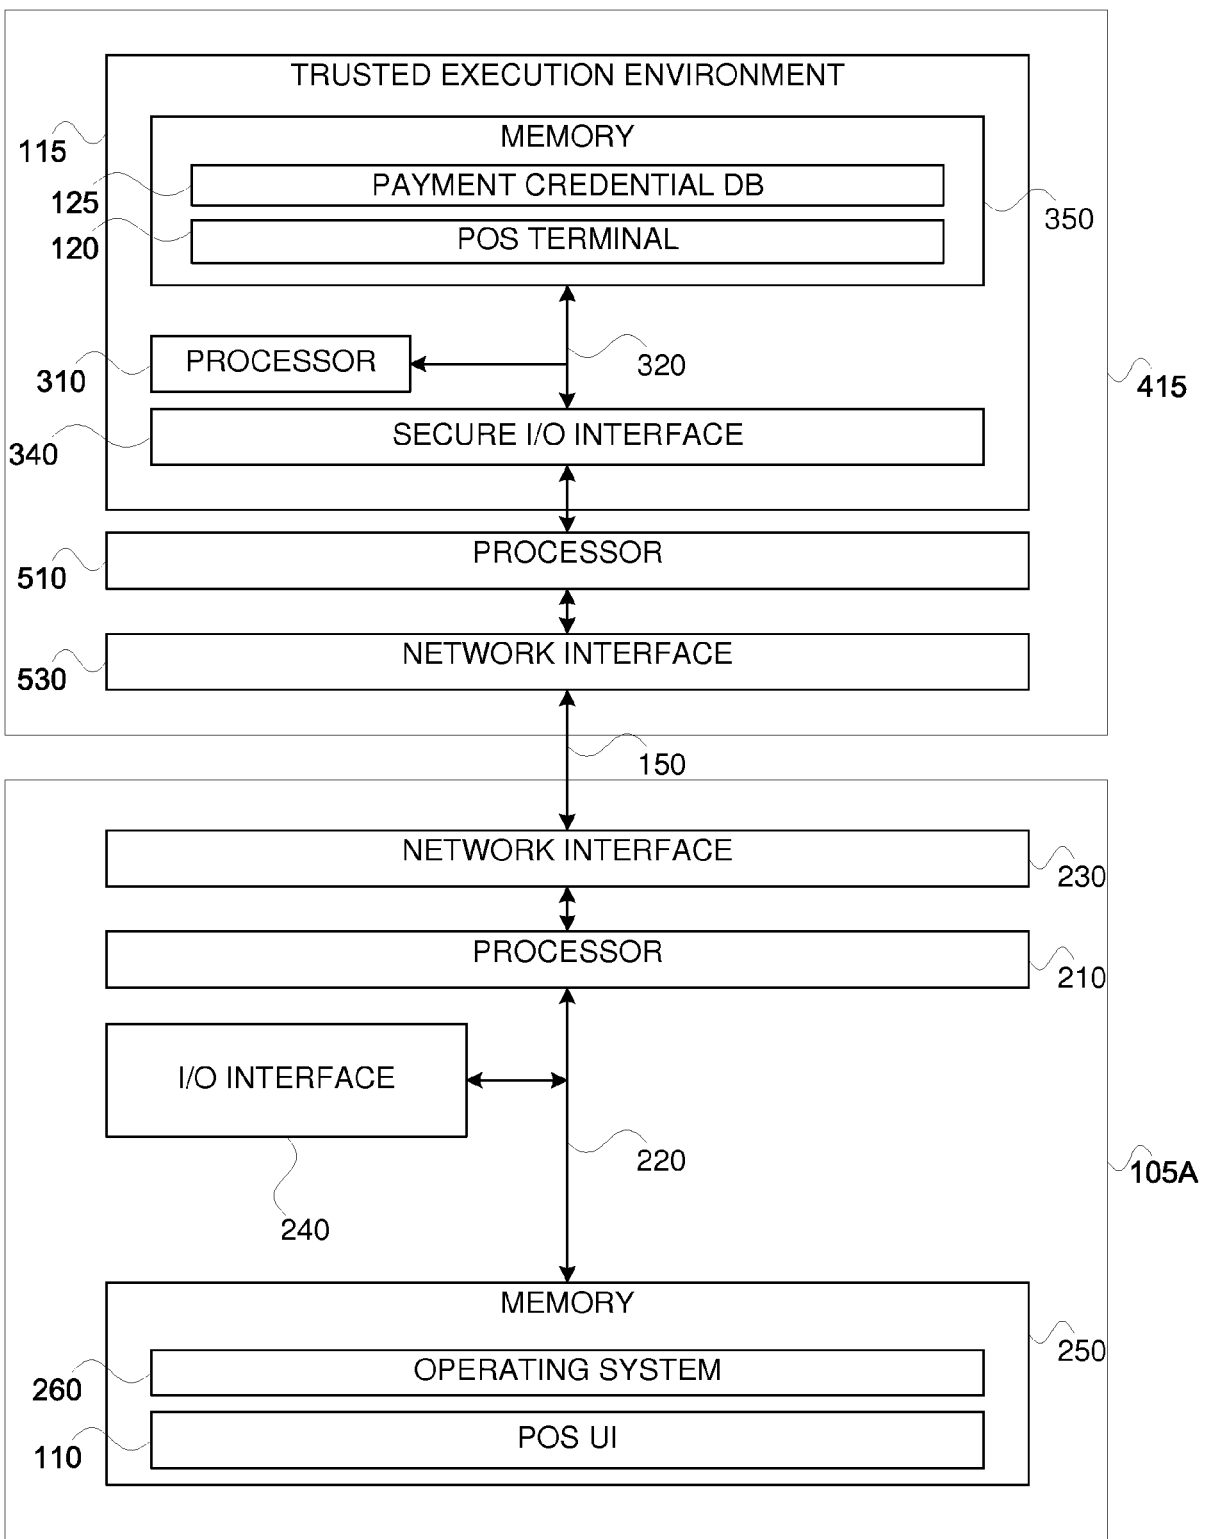 TRUSTED EXECUTION ENVIRONMENT
MEMORY
115
PAYMENT CREDENTIAL DB
125
350
POS TERMINAL
120
PROCESSOR
320
310
415
SECURE I/O INTERFACE
340
PROCESSOR
510
NETWORK INTERFACE
530
150
NETWORK INTERFACE
230
PROCESSOR
210
I/O INTERFACE
220
105A
240
MEMORY
250
OPERATING SYSTEM
260
POS UI
110